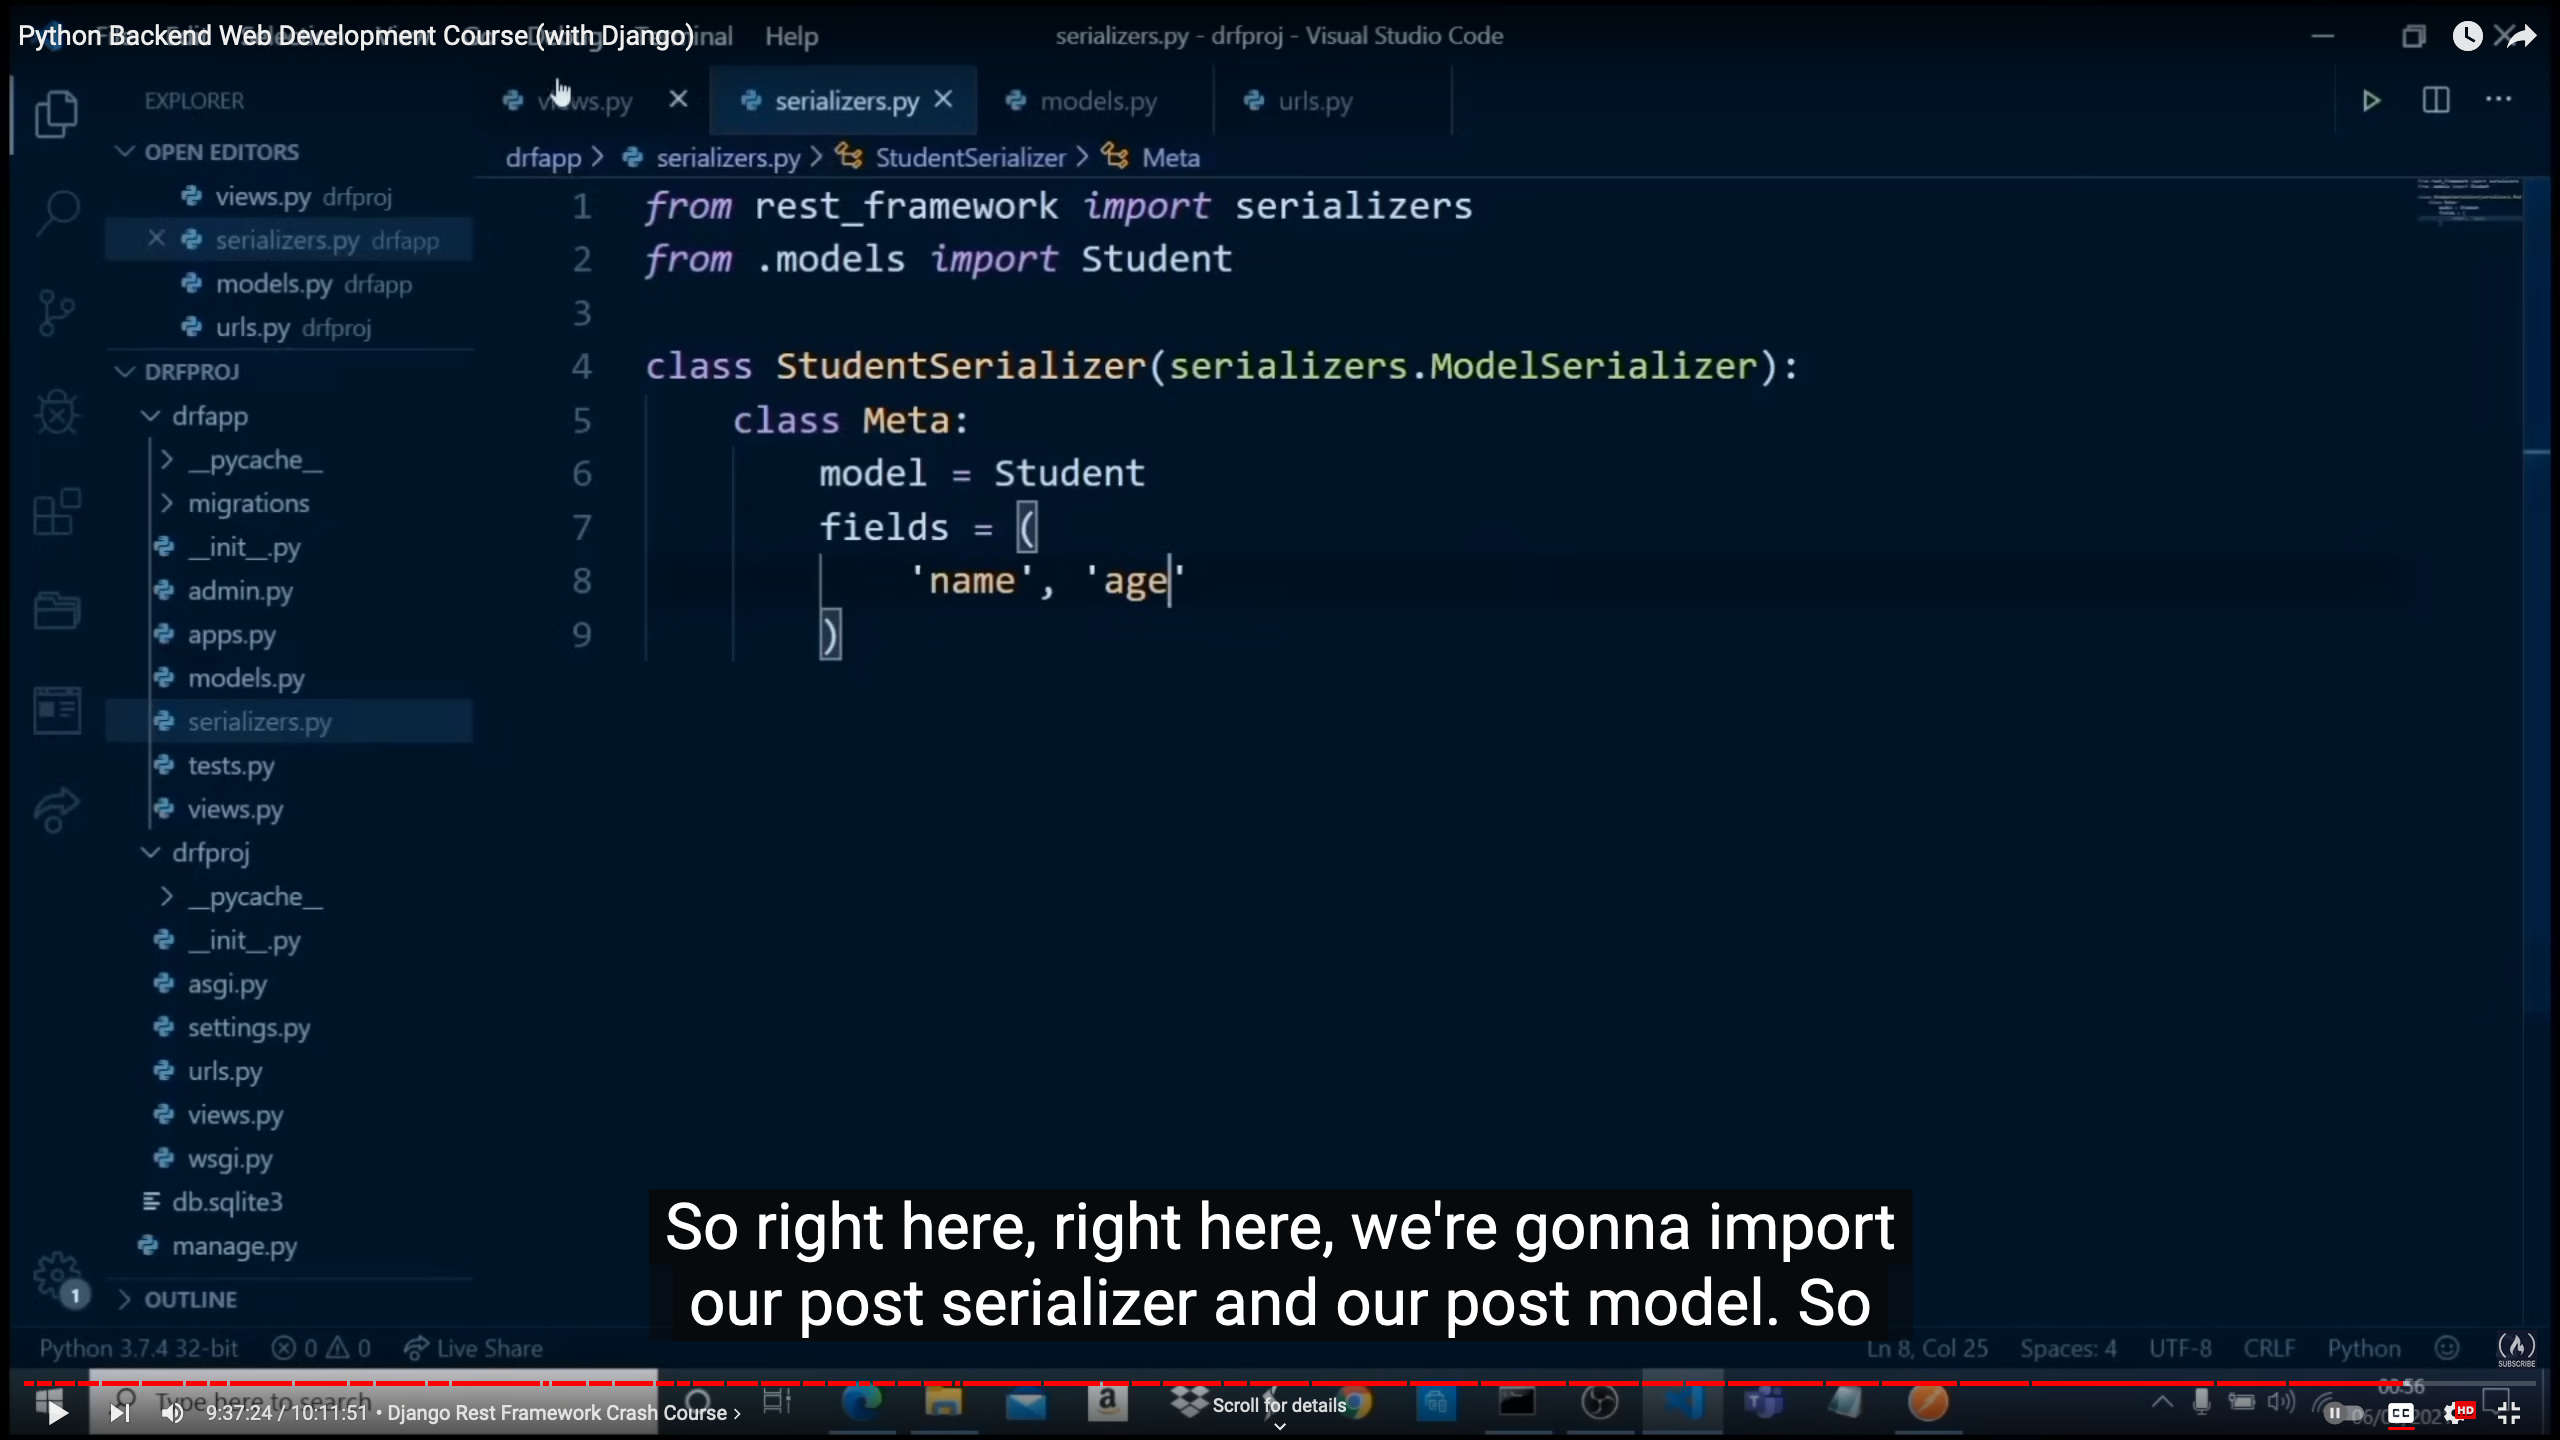 Python Backend Web Development Course (with Django)
Help
serializers.py - drfproj - Visual Studio Code
EXPLORER
views.py
serializers.py
models.py
urls.py
OPEN EDITORS
drfapp > serializers.py > StudentSerializer > Meta
views.py drfproj
serializers.py drfapp
models.py drfapp
urls.py drfproj
DRFPROJ
drfapp
__pycache__
migrations
__init__.py
admin.py
apps.py
models.py
serializers.py
tests.py
views.py
drfproj
__pycache__
__init__.py
asgi.py
settings.py
urls.py
views.py
wsgi.py
db.sqlite3
manage.py
OUTLINE
1 from rest_framework import serializers
2 from .models import Student
3
4 class StudentSerializer(serializers.ModelSerializer):
5 class Meta:
6 model = Student
7 fields = (
8 'name', 'age'
9 )
So right here, right here, we're gonna import
our post serializer and our post model. So
1
Python 3.7.4 32-bit 0 0 Live Share
Ln 8, Col 25 Spaces: 4 UTF-8 CRLF Python
SUBSCRIBE
Type here to search
9:37:24 / 10:11:51 • Django Rest Framework Crash Course >
Scroll for details
CC
HD